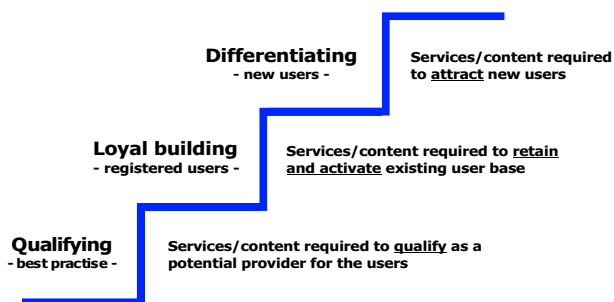 Differentiating
- new users -
Services/content required
to attract new users
Loyal building
- registered users -
Services/content required to retain
and activate existing user base
Qualifying
- best practise -
Services/content required to qualify as a
potential provider for the users